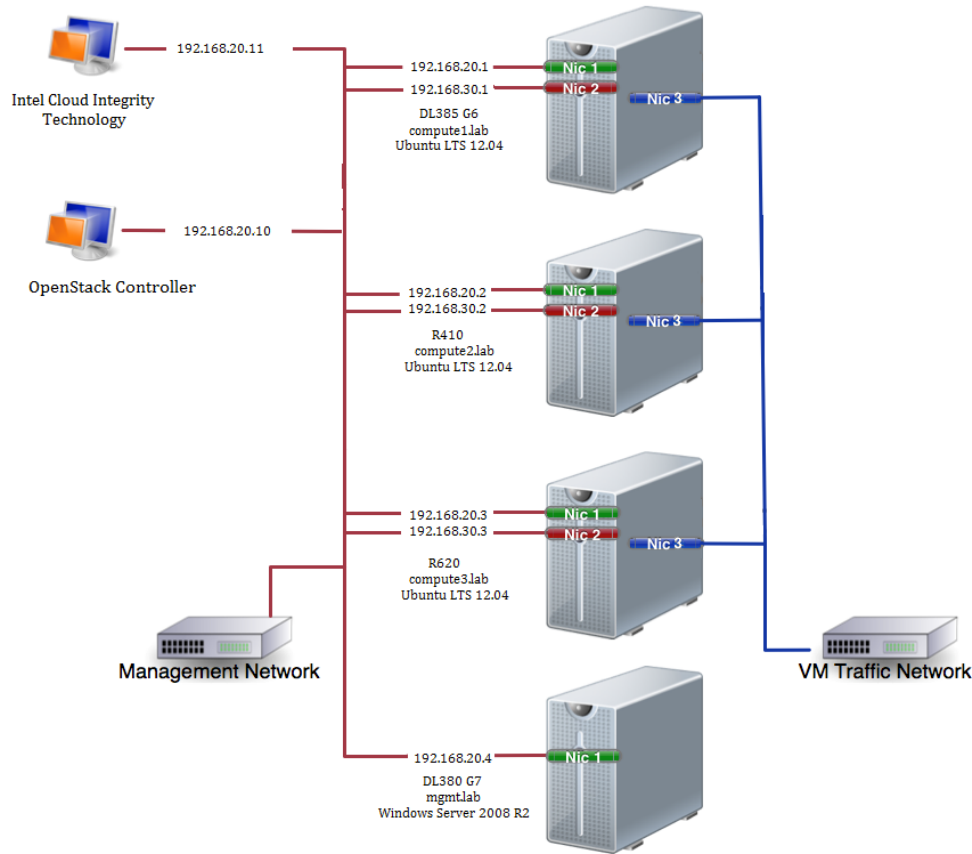 192.168.20.11
Intel Cloud Integrity
Technology
192.168.20.1
Nic 1
192.168.30.1
Nic 2
Nic 3
DL385 G6
compute1.lab
Ubuntu LTS 12.04
192.168.20.10
OpenStack Controller
192.168.20.2
Nic 1
192.168.30.2
Nic 2
Nic 3
R410
compute2.lab
Ubuntu LTS 12.04
192.168.20.3
Nic 1
192.168.30.3
Nic 2
Nic 3
R620
compute3.lab
Ubuntu LTS 12.04
Management Network
VM Traffic Network
192.168.20.4
Nic 1
DL380 G7
mgmt.lab
Windows Server 2008 R2